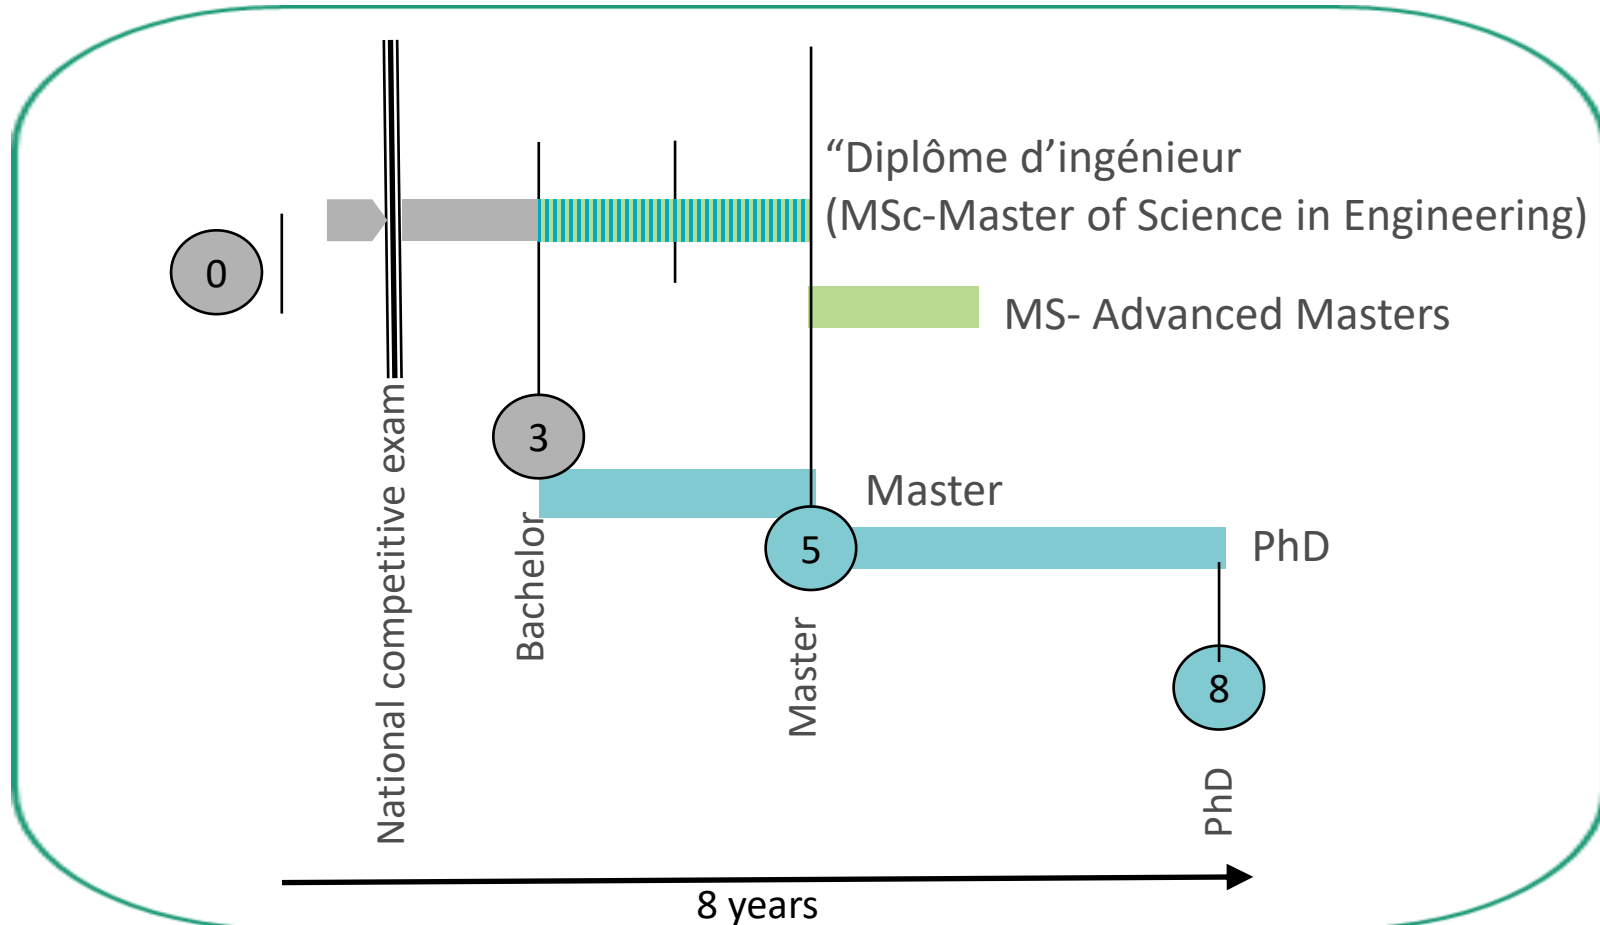 “Diplôme d’ingénieur
(MSc-Master of Science in Engineering)
0
MS- Advanced Masters
National competitive exam
3
Bachelor
Master
5
PhD
Master
8
PhD
8 years